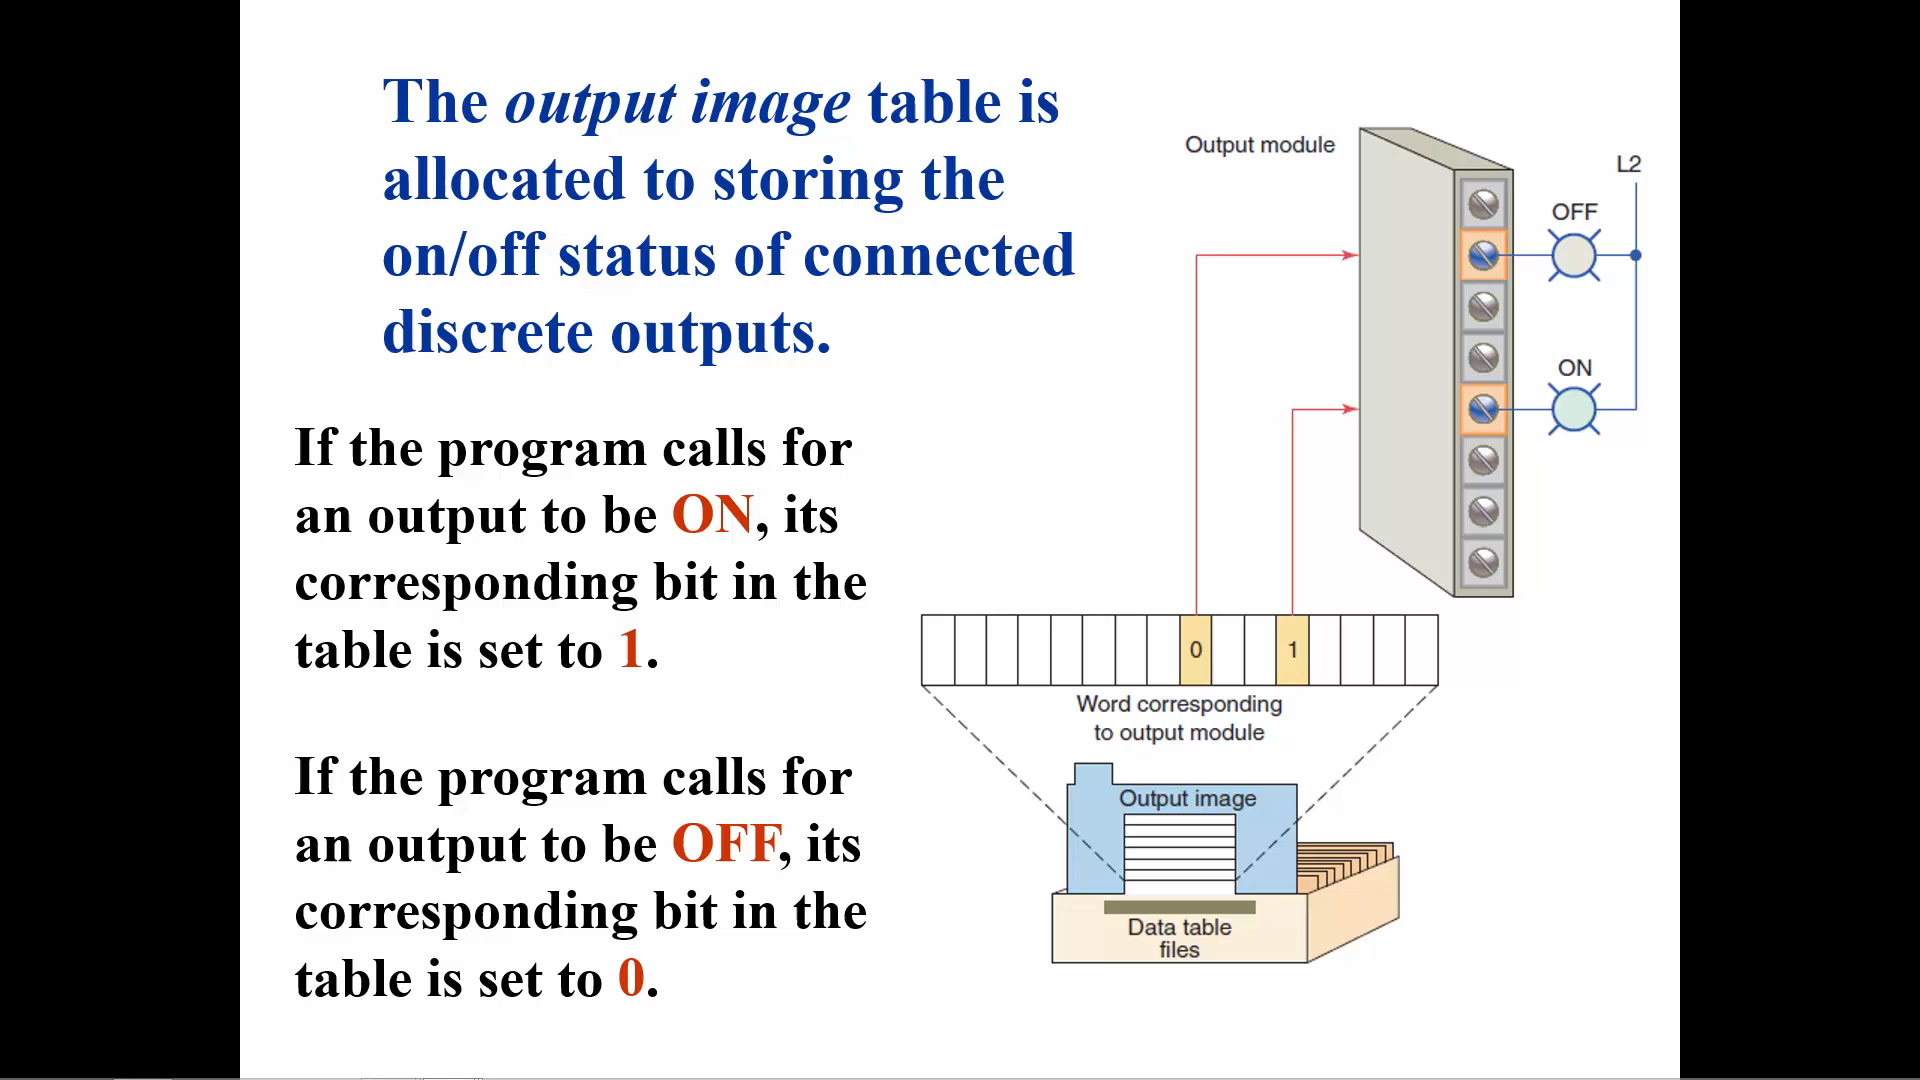 The output image table is
allocated to storing the
on/off status of connected
discrete outputs.
If the program calls for
an output to be ON, its
corresponding bit in the
table is set to 1.
If the program calls for
an output to be OFF, its
corresponding bit in the
table is set to 0.
Output module
L2
OFF
ON
0 1
Word corresponding
to output module
Output image
Data table
files